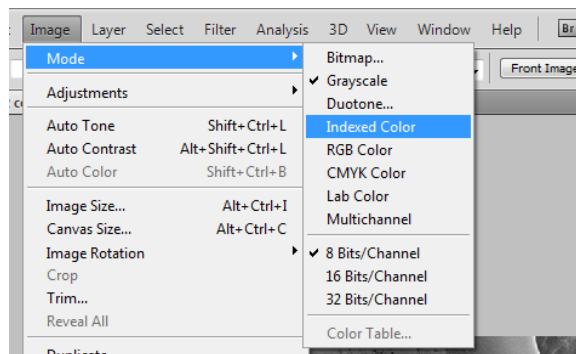 Image Layer Select Filter Analysis 3D View Window Help Br
Front Image
Mode
Adjustments
Auto Tone Shift+Ctrl+L
Auto Contrast Alt+Shift+Ctrl+L
Auto Color Shift+Ctrl+B
Image Size... Alt+Ctrl+I
Canvas Size... Alt+Ctrl+C
Image Rotation
Crop
Trim...
Reveal All
Duplicate
Bitmap...
Grayscale
Duotone...
Indexed Color
RGB Color
CMYK Color
Lab Color
Multichannel
8 Bits/Channel
16 Bits/Channel
32 Bits/Channel
Color Table...